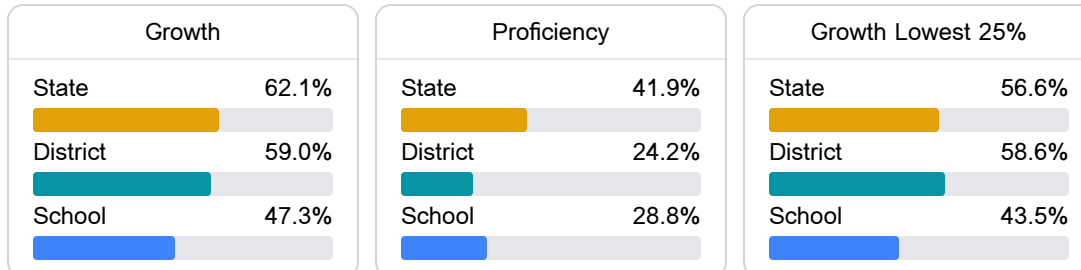 Growth
State 62.1%
District 59.0%
School 47.3%
Proficiency
State 41.9%
District 24.2%
School 28.8%
Growth Lowest 25%
State 56.6%
District 58.6%
School 43.5%